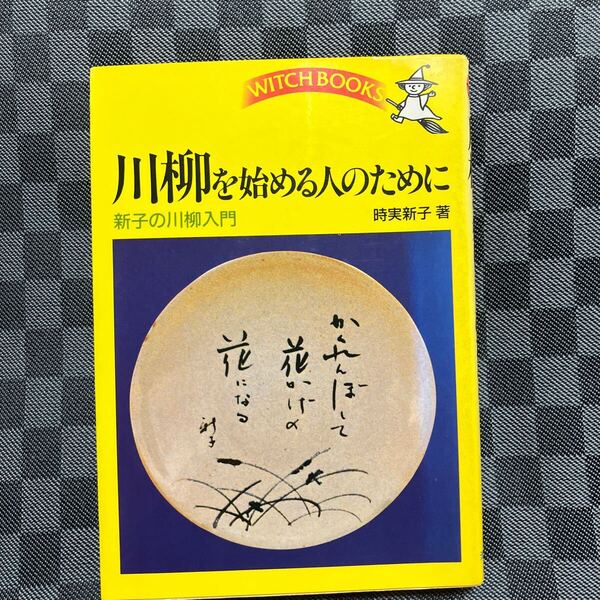 WITCH BOOKS
川柳を始める人のために
新子の川柳入門
時実新子 著
かくれんぼして
花かげの
花になる
新子